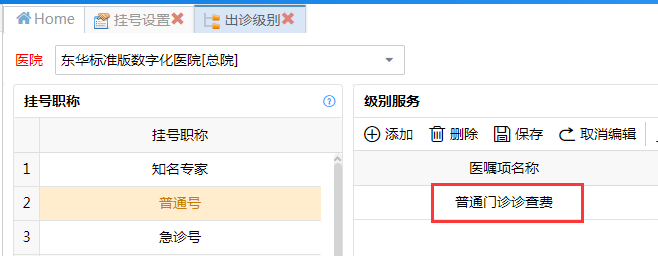 Home 挂号设置 出诊级别
医院 东华标准版数字化医院[总院]
挂号职称
挂号职称
1 知名专家
2 普通号
3 急诊号
级别服务
添加 删除 保存 取消编辑
医嘱项名称
普通门诊诊查费